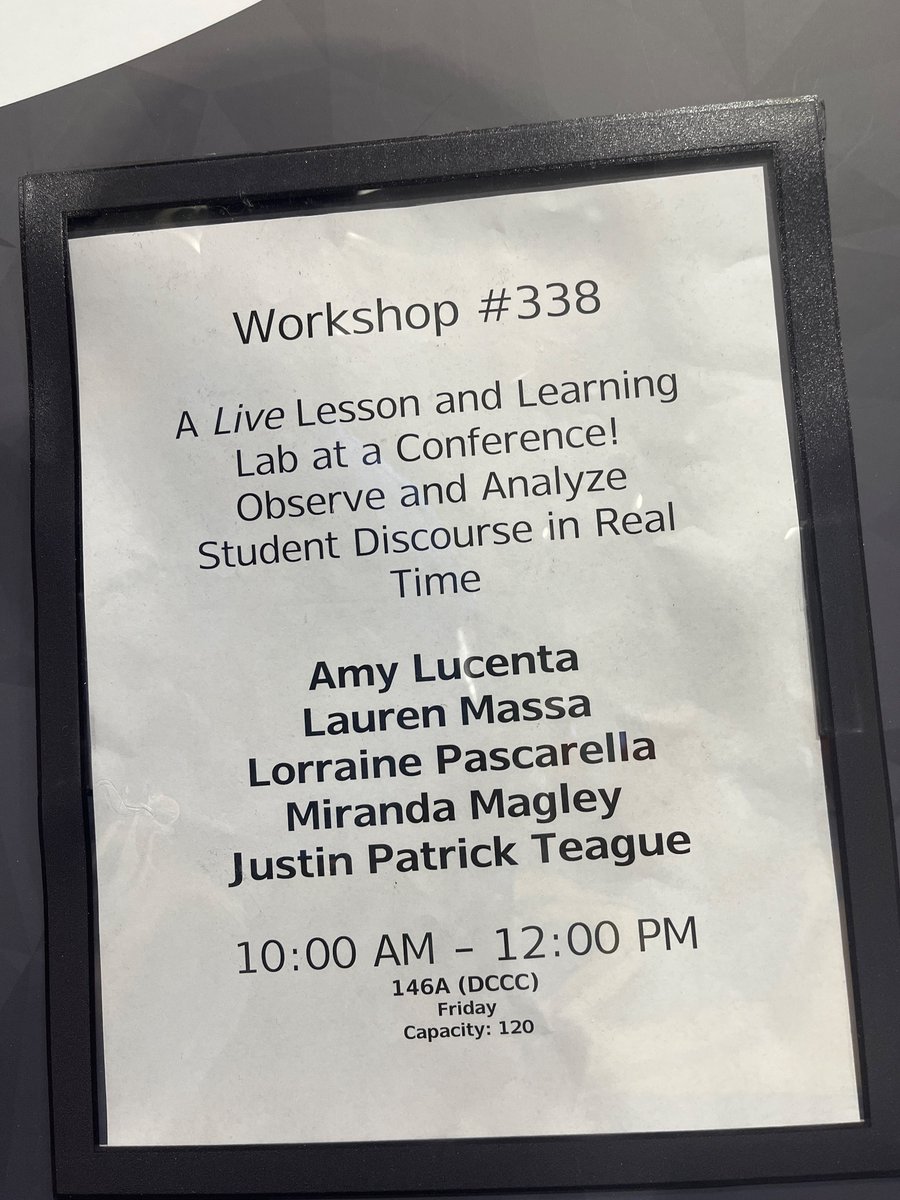 Workshop #338
A Live Lesson and Learning
Lab at a Conference!
Observe and Analyze
Student Discourse in Real
Time
Amy Lucenta
Lauren Massa
Lorraine Pascarella
Miranda Magley
Justin Patrick Teague
10:00 AM – 12:00 PM
146A (DCCC)
Friday
Capacity: 120